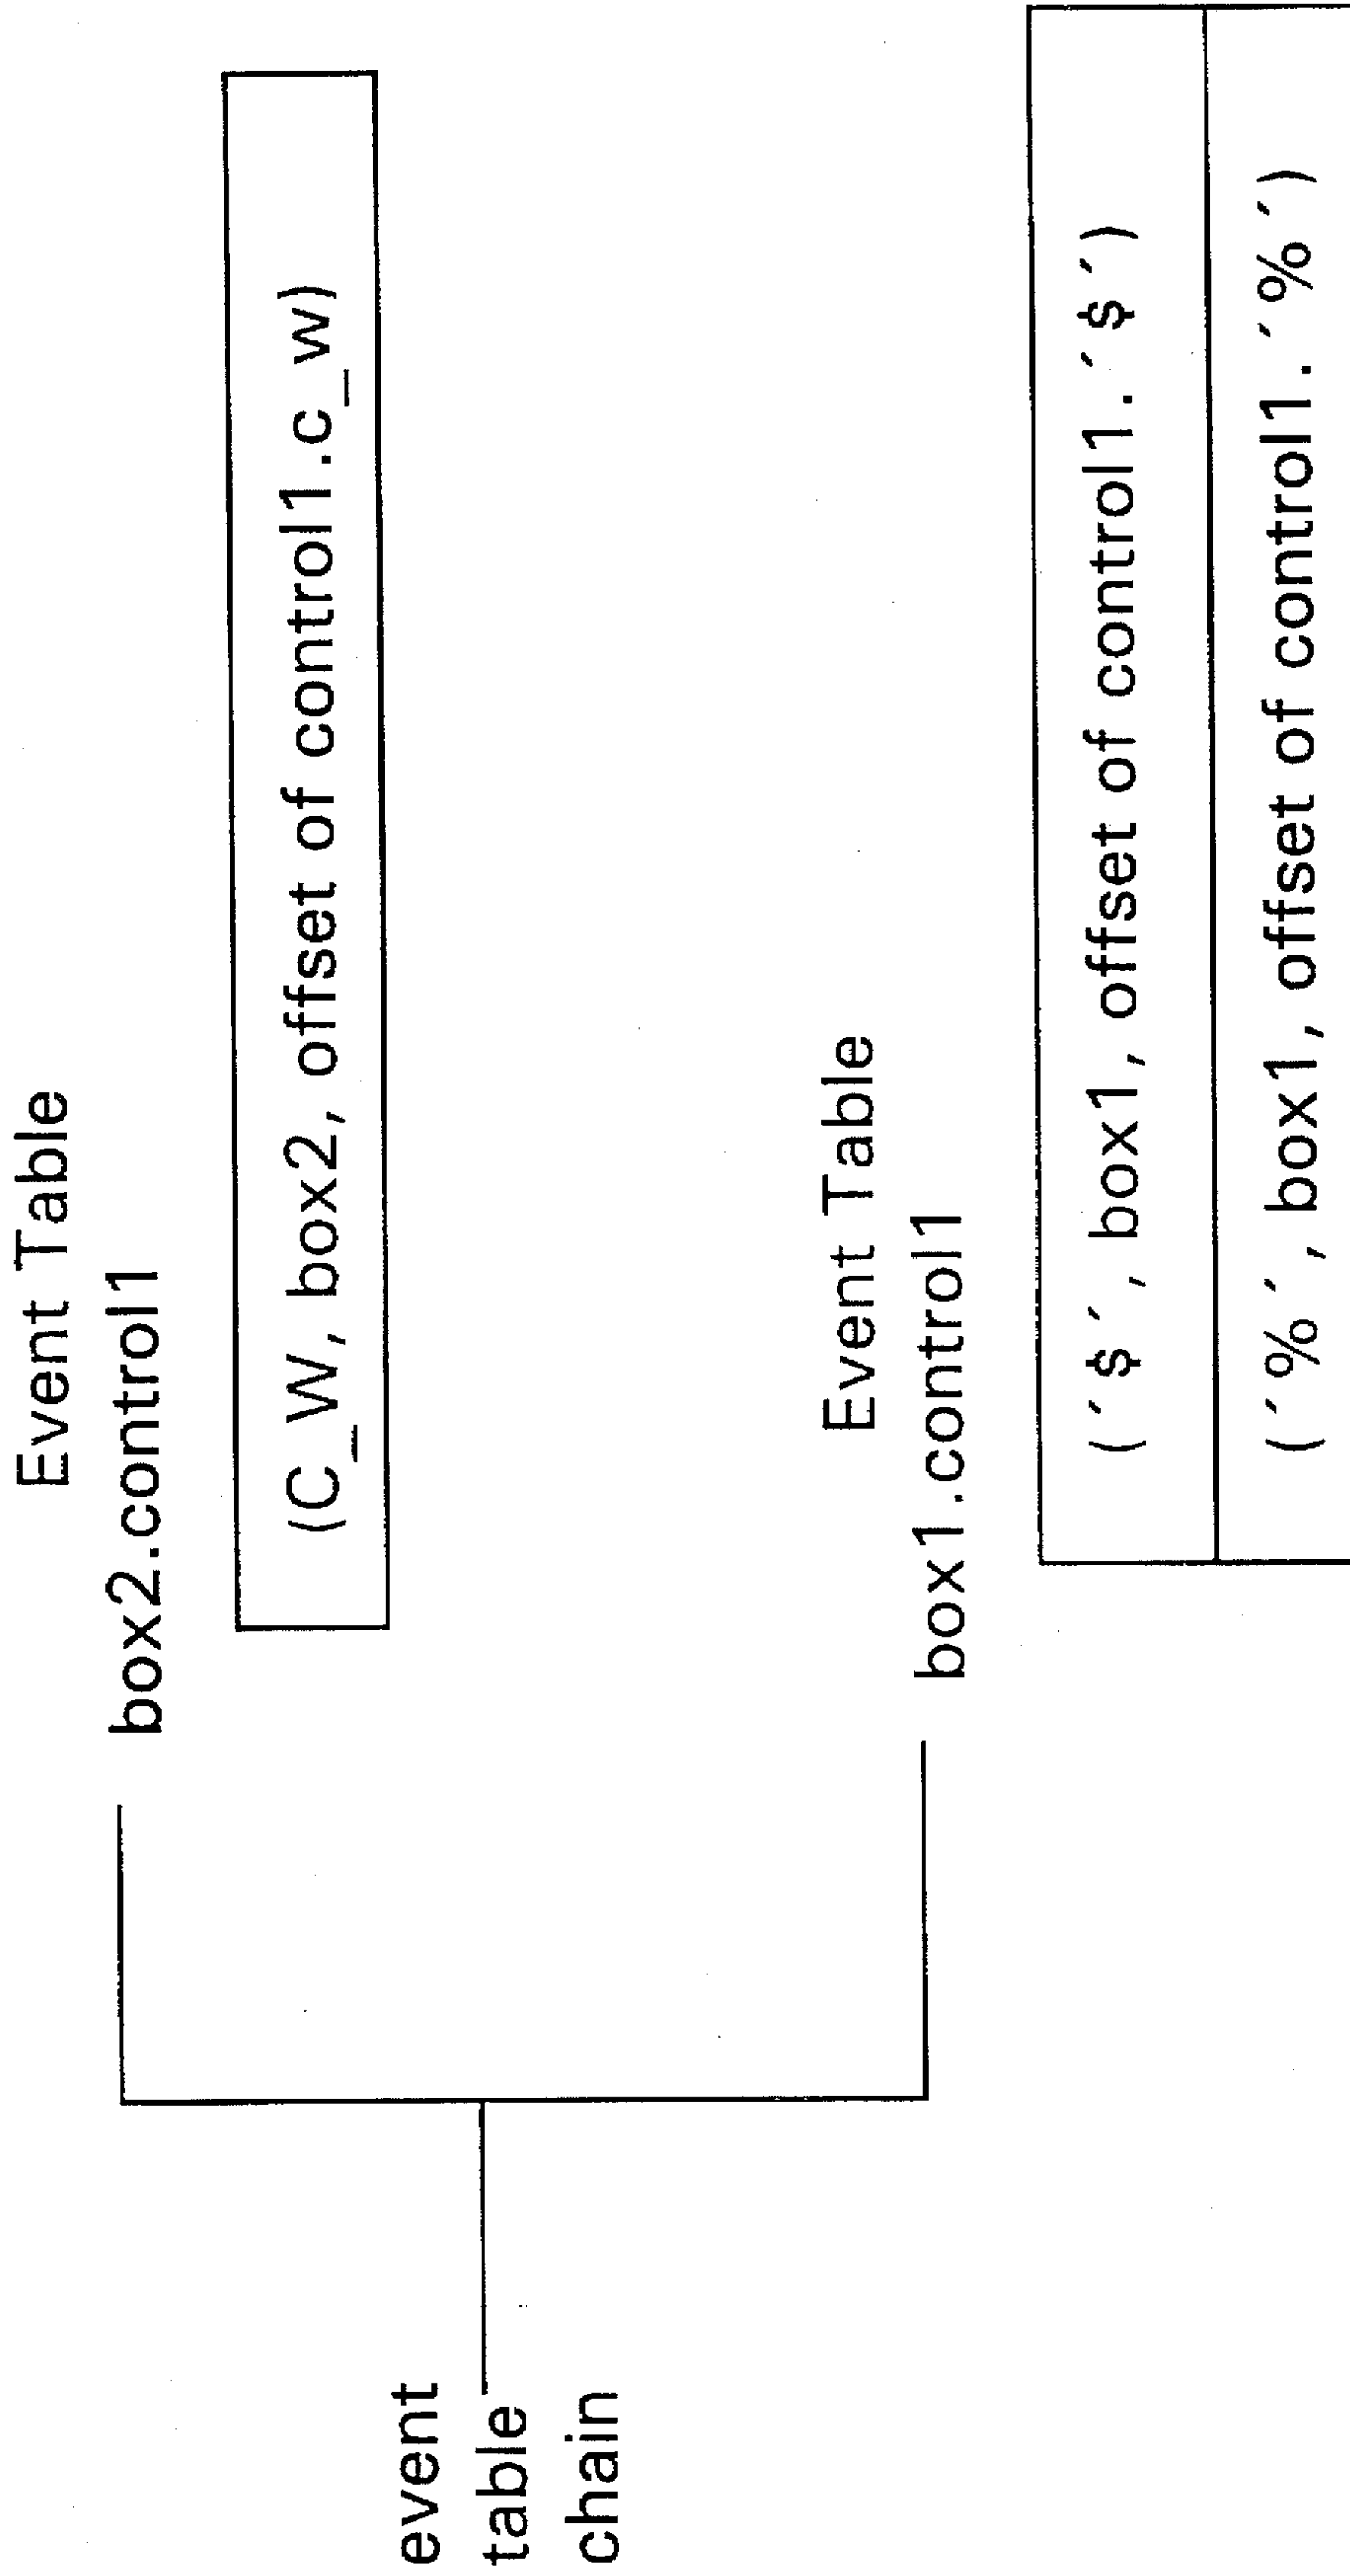 Event Table
box2.control1
(C_W, box2, offset of control1.c_w)
event
table
chain
Event Table
box1.control1
(´$´, box1, offset of control1.´$´)
(´%´, box1, offset of control1.´%´)